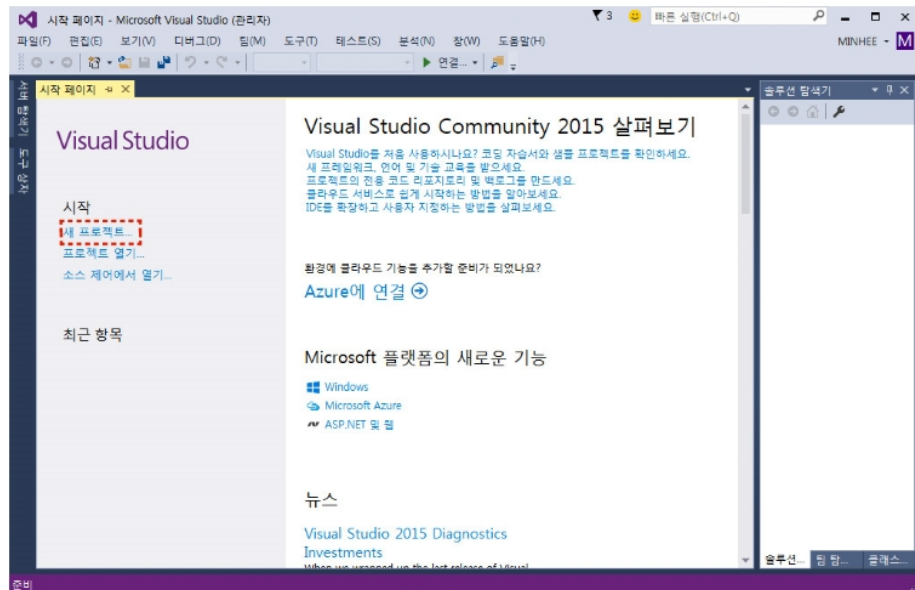 시작 페이지 - Microsoft Visual Studio (관리자)
3
빠른 실행(Ctrl+Q)
파일(F) 편집(E) 보기(V) 디버그(D) 팀(M) 도구(T) 테스트(S) 분석(N) 창(W) 도움말(H)
MINHEE
M
연결...
서버 탐색기
도구 상자
시작 페이지
Visual Studio
시작
새 프로젝트...
프로젝트 열기...
소스 제어에서 열기...
최근 항목
Visual Studio Community 2015 살펴보기
Visual Studio를 처음 사용하시나요? 코딩 자습서와 샘플 프로젝트를 확인하세요.
새 프레임워크, 언어 및 기술 교육을 받으세요.
프로젝트의 전용 코드 리포지토리 및 백로그를 만드세요.
클라우드 서비스로 쉽게 시작하는 방법을 알아보세요.
IDE를 확장하고 사용자 지정하는 방법을 살펴보세요.
환경에 클라우드 기능을 추가할 준비가 되었나요?
Azure에 연결
Microsoft 플랫폼의 새로운 기능
Windows
Microsoft Azure
ASP.NET 및 웹
뉴스
Visual Studio 2015 Diagnostics
Investments
When we wrapped up the last release of Visual
솔루션 탐색기
솔루션... 팀 탐... 클래스...
준비